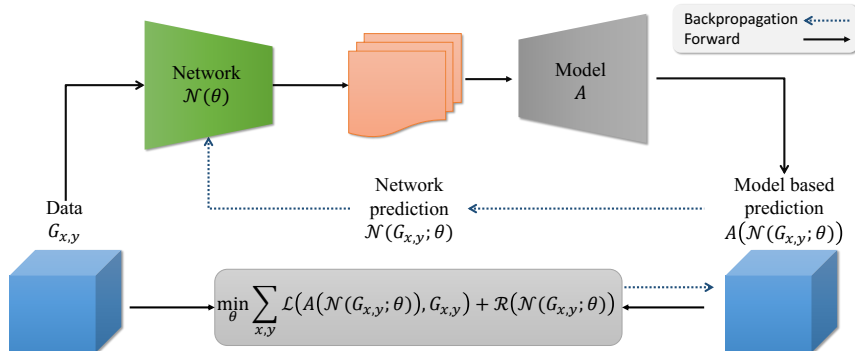 Backpropagation
Forward
Network
𝒩(θ)
Model
A
Data
G_{x,y}
Network
prediction
𝒩(G_{x,y}; θ)
Model based
prediction
A(𝒩(G_{x,y}; θ))
min_θ ∑_{x,y} ℒ(A(𝒩(G_{x,y}; θ)), G_{x,y}) + ℛ(𝒩(G_{x,y}; θ))